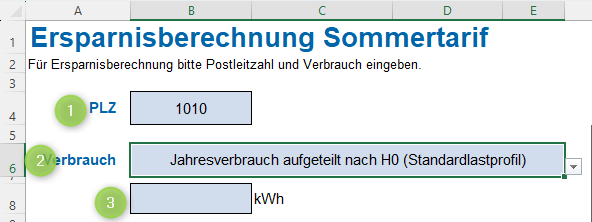 A B C D E
1 Ersparnisberechnung Sommertarif
2 Für Ersparnisberechnung bitte Postleitzahl und Verbrauch eingeben.
3
4 1 PLZ 1010
5
6 2 Verbrauch Jahresverbrauch aufgeteilt nach H0 (Standardlastprofil)
7
8 3 kWh